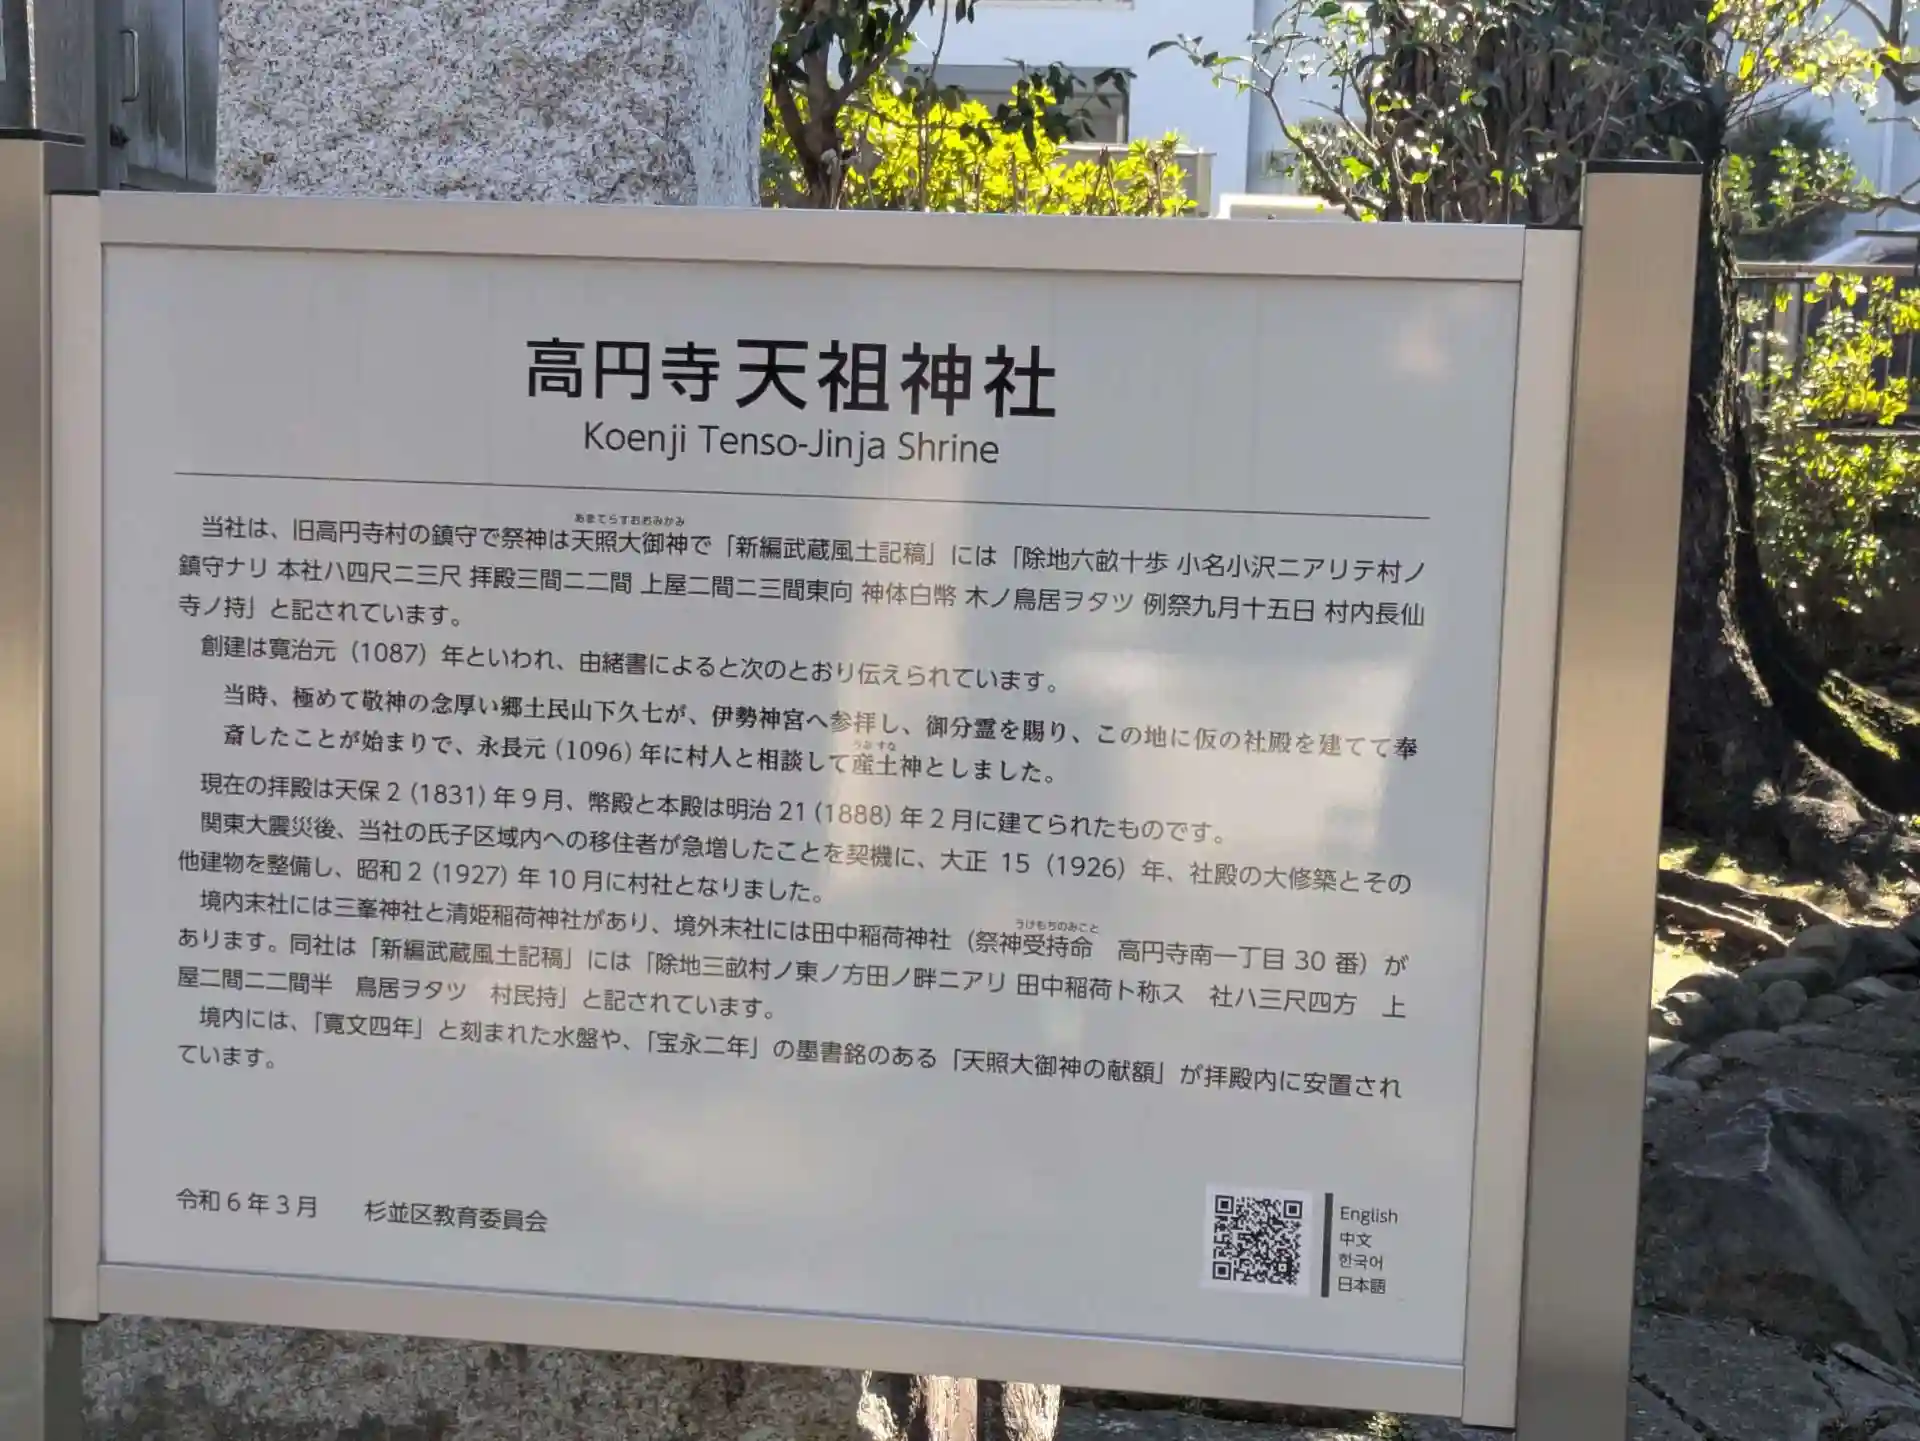 高円寺天祖神社
Koenji Tenso-Jinja Shrine
あまてらすおおみかみ
当社は、旧高円寺村の鎮守で祭神は天照大御神で「新編武蔵風土記稿」には「除地六畝十歩 小名小沢ニアリテ村ノ
鎮守ナリ 本社ハ四尺ニ三尺 拝殿三間ニ二間 上屋二間ニ三間東向 神体白幣 木ノ鳥居ヲタツ 例祭九月十五日 村内長仙
寺ノ持」と記されています。
創建は寛治元（1087）年といわれ、由緒書によると次のとおり伝えられています。
当時、極めて敬神の念厚い郷土民山下久七が、伊勢神宮へ参拝し、御分霊を賜り、この地に仮の社殿を建てて奉
うぶすな
斎したことが始まりで、永長元（1096）年に村人と相談して産土神としました。
現在の拝殿は天保2（1831）年9月、幣殿と本殿は明治21（1888）年2月に建てられたものです。
関東大震災後、当社の氏子区域内への移住者が急増したことを契機に、大正 15（1926）年、社殿の大修築とその
他建物を整備し、昭和2（1927）年10月に村社となりました。
うけもちのみこと
境内末社には三峯神社と清姫稲荷神社があり、境外末社には田中稲荷神社（祭神受持命　高円寺南一丁目30番）が
あります。同社は「新編武蔵風土記稿」には「除地三畝村ノ東ノ方田ノ畔ニアリ 田中稲荷ト称ス　社ハ三尺四方　上
屋二間ニ二間半　鳥居ヲタツ　村民持」と記されています。
境内には、「寛文四年」と刻まれた水盤や、「宝永二年」の墨書銘のある「天照大御神の献額」が拝殿内に安置され
ています。
令和6年3月　杉並区教育委員会
English
中文
한국어
日本語